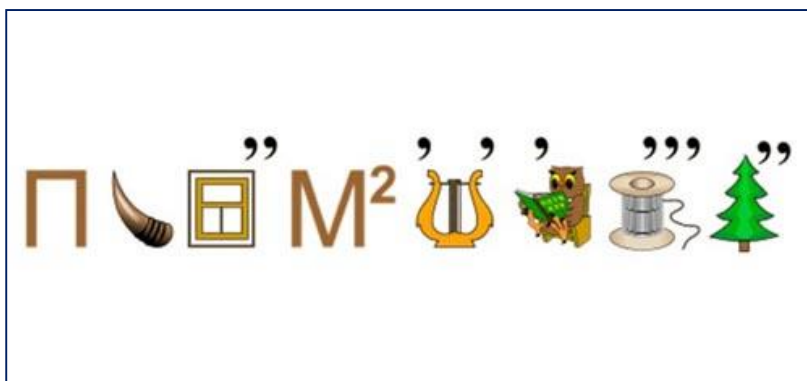 П ,, М² , , , ,,, ,,